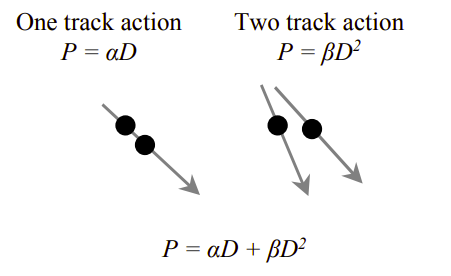 One track action
P = αD
Two track action
P = βD²
P = αD + βD²